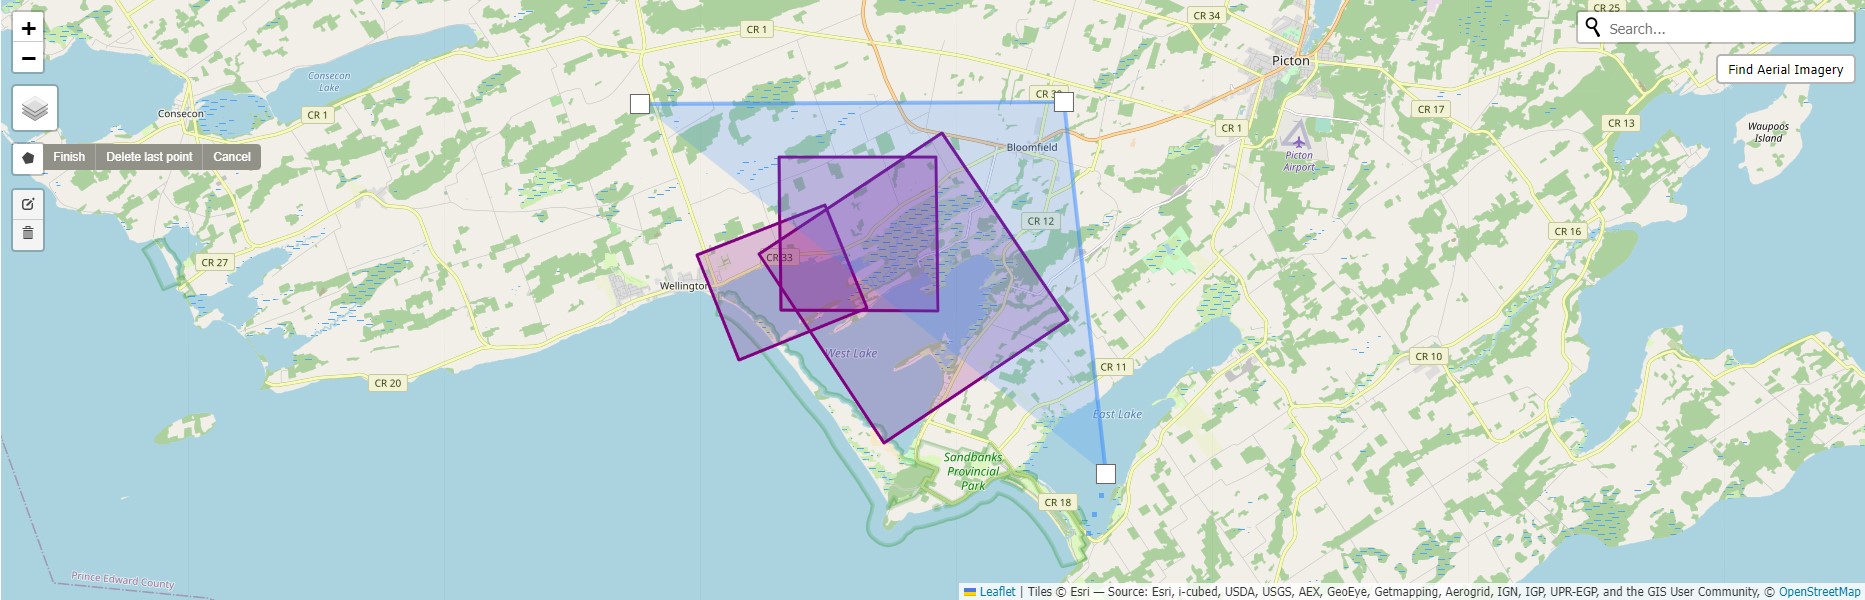 +
−
Consecon
Lake
Consecon
CR 1
CR 1
CR 34
CR 25
Search...
Find Aerial Imagery
Picton
CR 17
CR 13
Waupoos
Island
CR 1
Picton
Airport
Bloomfield
Finish
Delete last point
Cancel
CR 12
CR 16
CR 27
CR 33
Wellington
West Lake
CR 11
CR 10
CR 20
East Lake
Sandbanks
Provincial
Park
CR 18
Prince Edward County
Leaflet | Tiles © Esri — Source: Esri, i-cubed, USDA, USGS, AEX, GeoEye, Getmapping, Aerogrid, IGN, IGP, UPR-EGP, and the GIS User Community, © OpenStreetMap